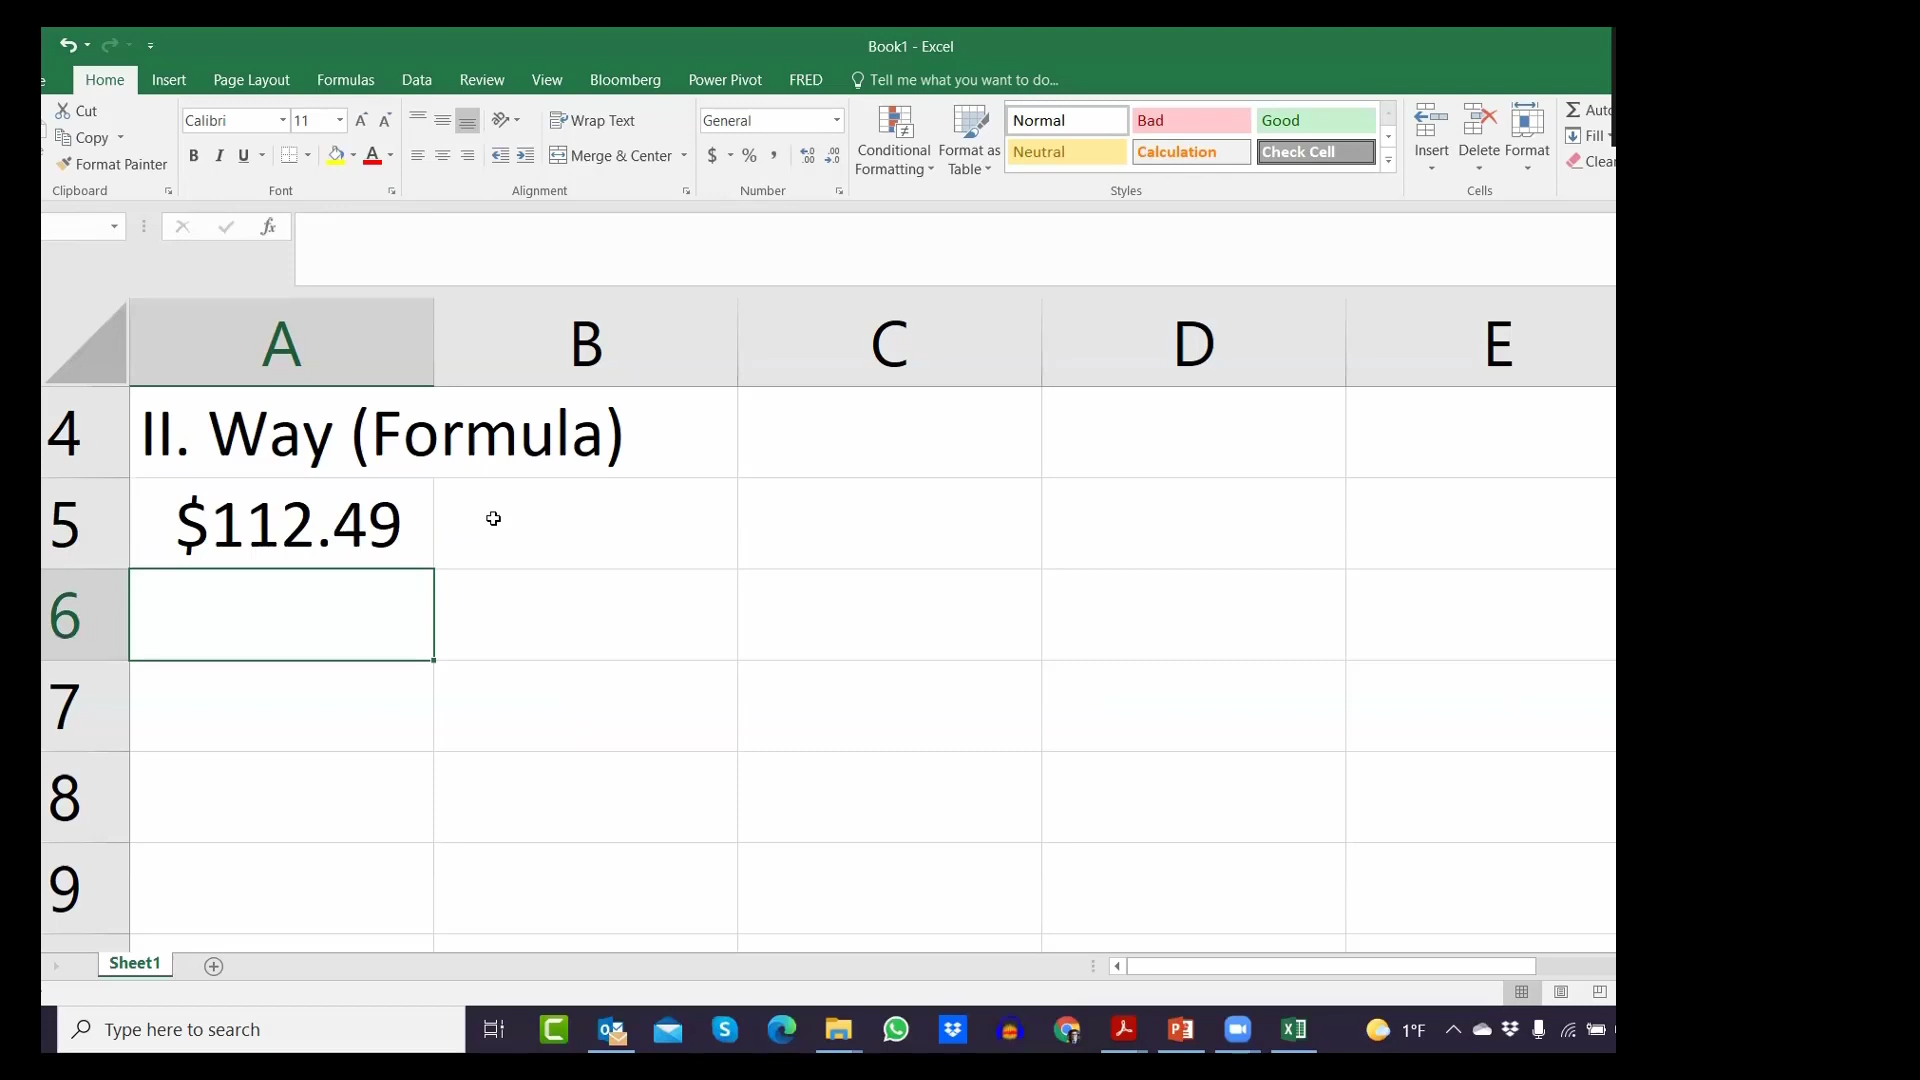 Book1 - Excel
Home Insert Page Layout Formulas Data Review View Bloomberg Power Pivot FRED Tell me what you want to do...
Cut
Copy
Format Painter
Clipboard
Calibri 11
B I U
Font
Wrap Text
Merge & Center
Alignment
General
$ % ,
Number
Conditional Formatting
Format as Table
Normal Bad Good
Neutral Calculation Check Cell
Styles
Insert Delete Format
Cells
Auto
Fill
Clear
fx
A B C D E
4 II. Way (Formula)
5 $112.49
6
7
8
9
Sheet1
Type here to search
1°F